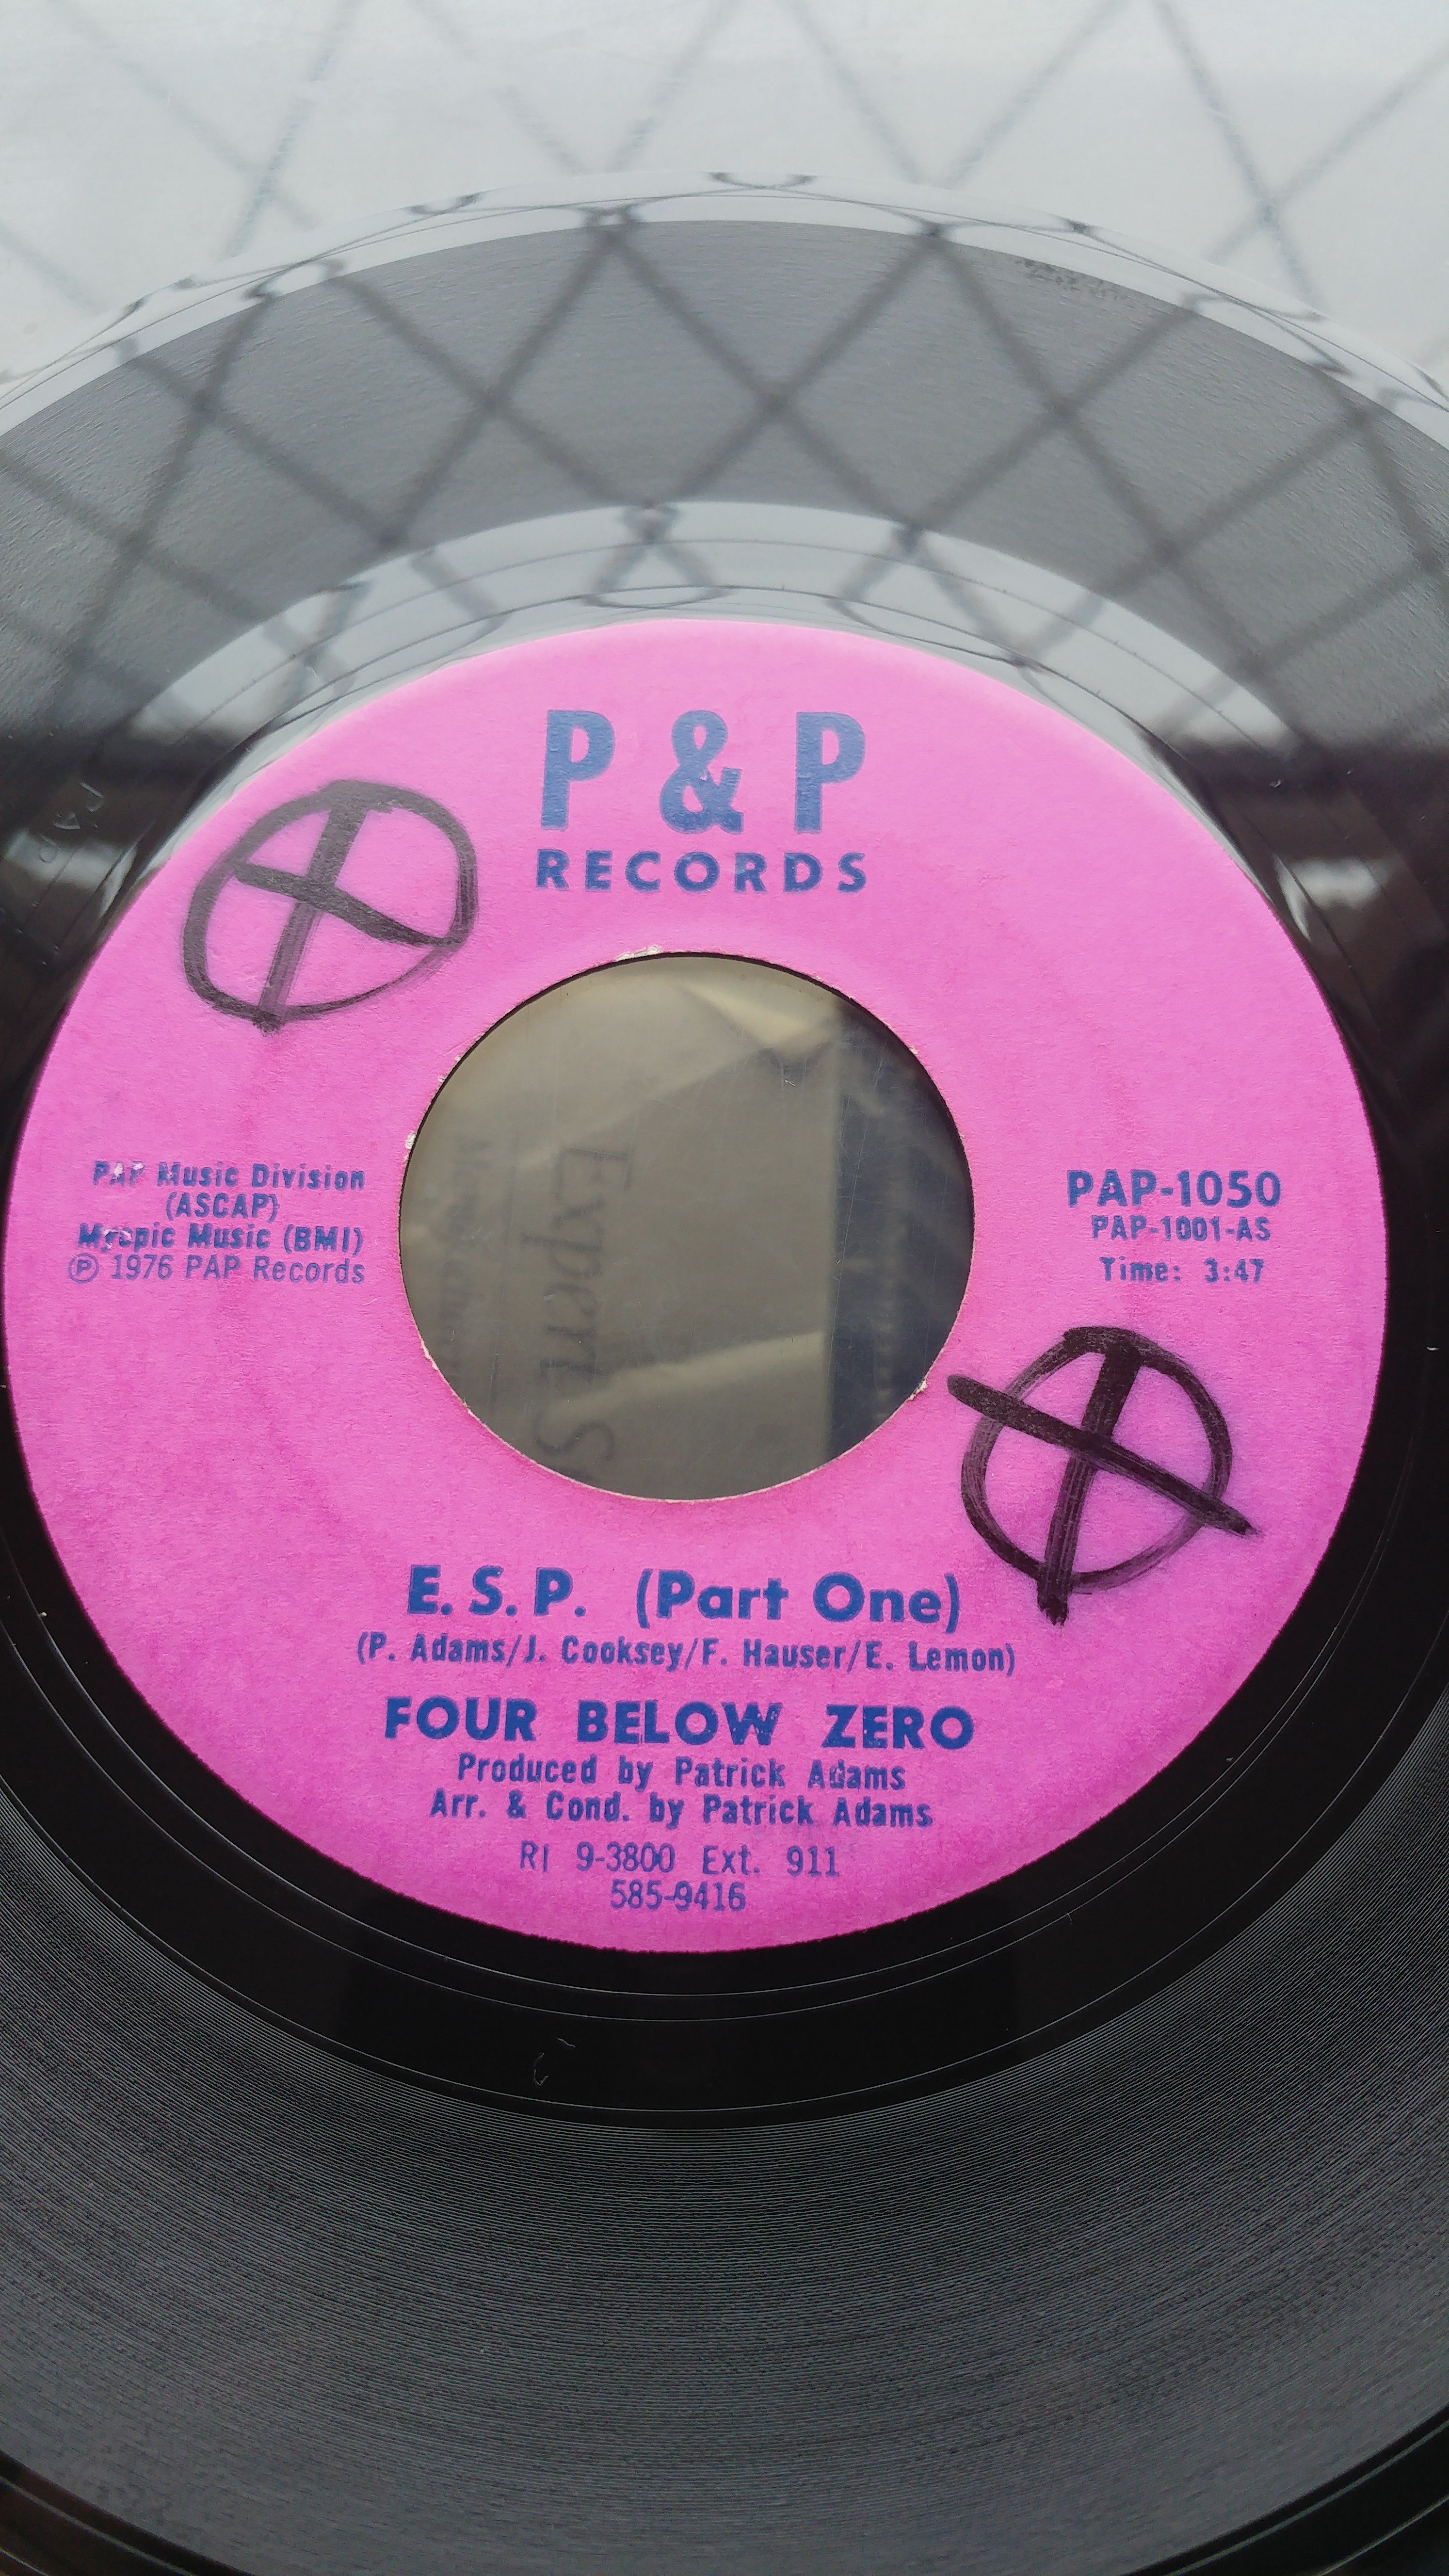 P & P
RECORDS
PAP Music Division
(ASCAP)
Myopic Music (BMI)
℗ 1976 PAP Records
PAP-1050
PAP-1001-AS
Time: 3:47
Expert S
E. S. P. (Part One)
(P. Adams/J. Cooksey/F. Hauser/E. Lemon)
FOUR BELOW ZERO
Produced by Patrick Adams
Arr. & Cond. by Patrick Adams
RI 9-3800 Ext. 911
585-9416